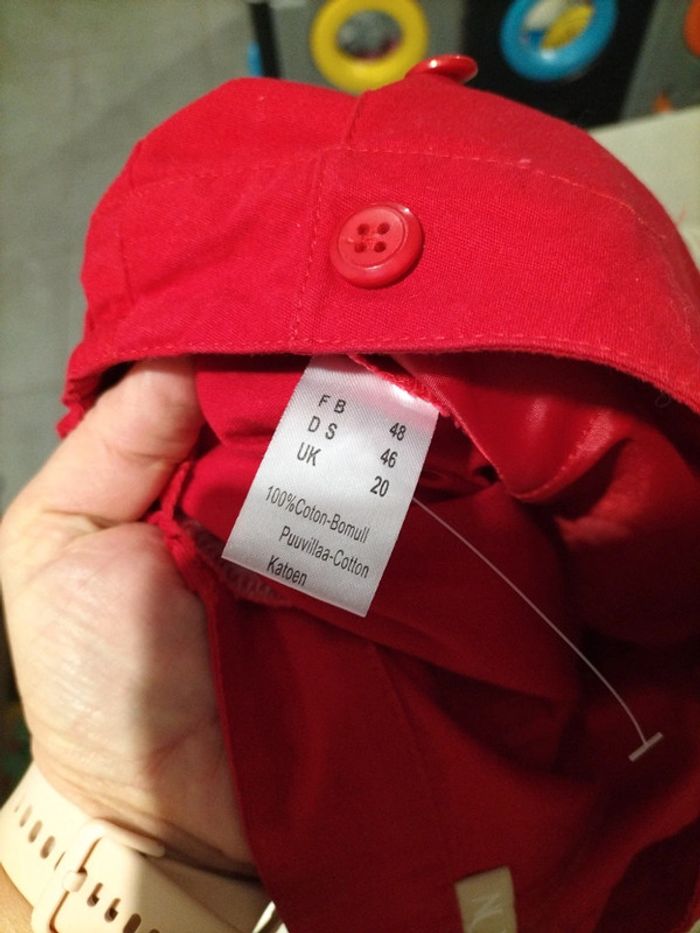 F B 48
D S 46
UK 20
100%Coton-Bomull
Puuvillaa-Cotton
Katoen